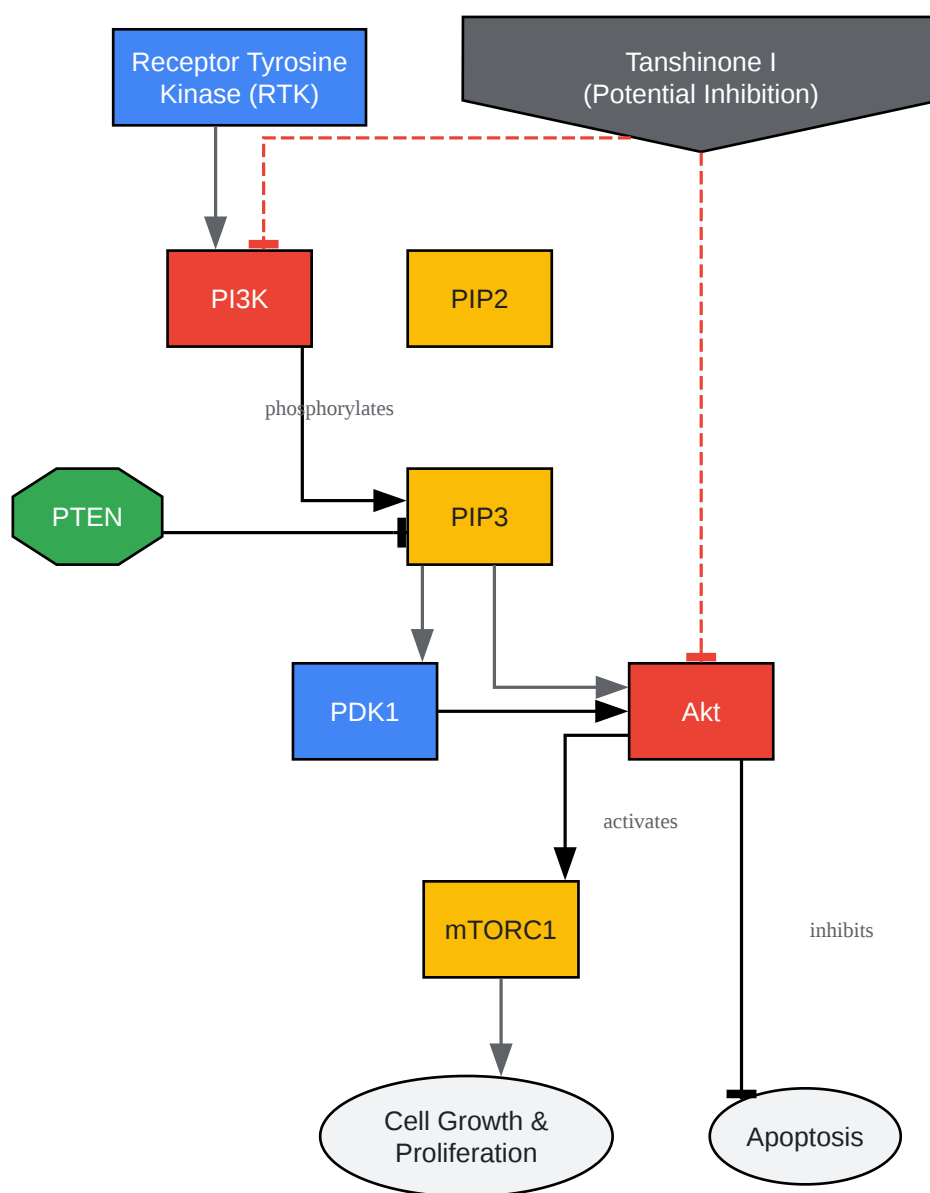 Receptor Tyrosine
Kinase (RTK)
Tanshinone I
(Potential Inhibition)
PI3K
PIP2
phosphorylates
PTEN
PIP3
PDK1
Akt
activates
mTORC1
inhibits
Cell Growth &
Proliferation
Apoptosis